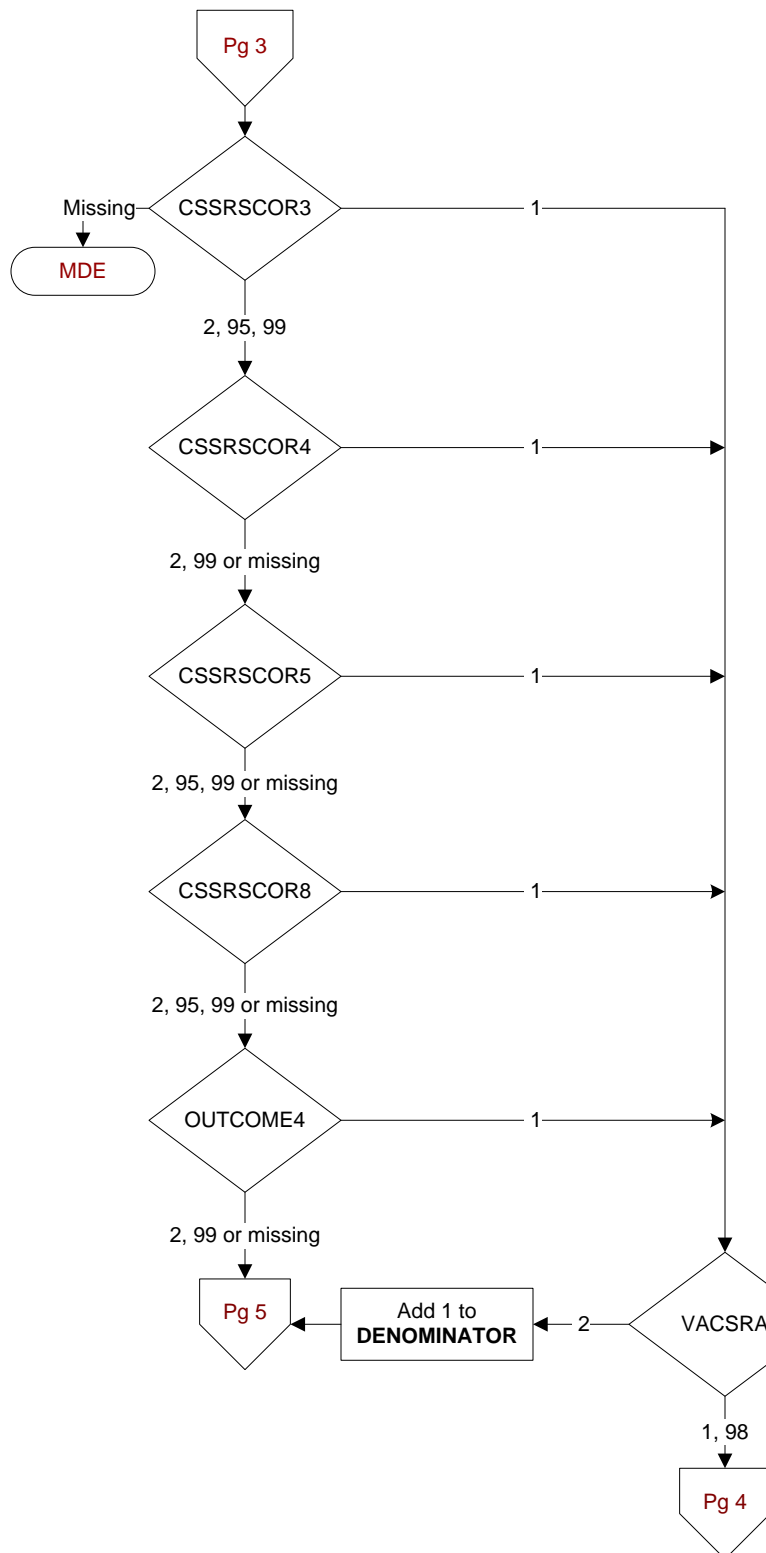 Pg 3
CSSRSCOR3
Missing
1
MDE
2, 95, 99
CSSRSCOR4
1
2, 99 or missing
CSSRSCOR5
1
2, 95, 99 or missing
CSSRSCOR8
1
2, 95, 99 or missing
OUTCOME4
1
2, 99 or missing
Pg 5
Add 1 to
DENOMINATOR
2
VACSRA
1, 98
Pg 4